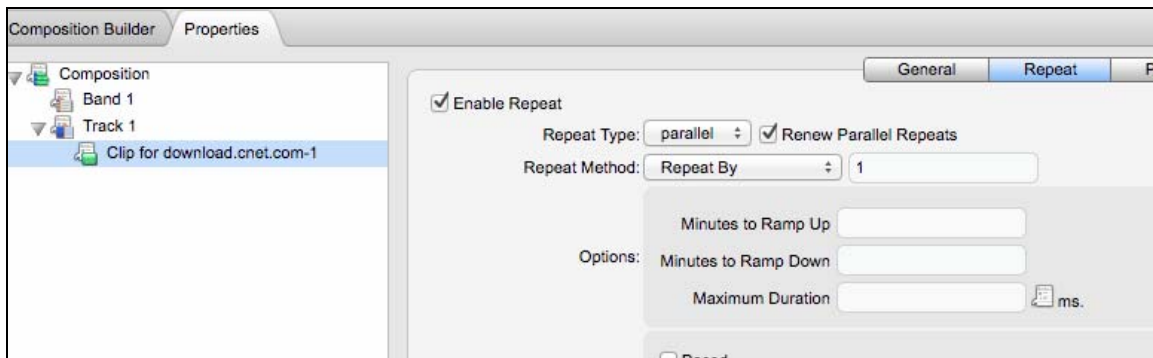 Composition Builder Properties
Composition
Band 1
Track 1
Clip for download.cnet.com-1
General Repeat
Enable Repeat
Repeat Type: parallel Renew Parallel Repeats
Repeat Method: Repeat By 1
Options:
Minutes to Ramp Up
Minutes to Ramp Down
Maximum Duration ms.